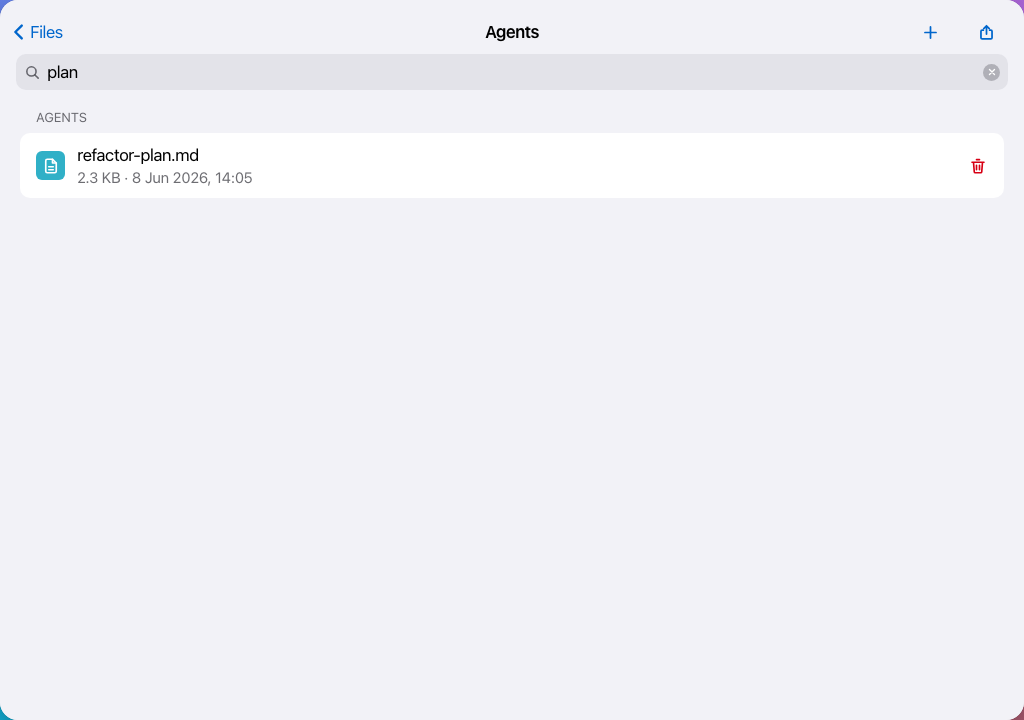 Files
Agents
plan
AGENTS
refactor-plan.md
2.3 KB · 8 Jun 2026, 14:05